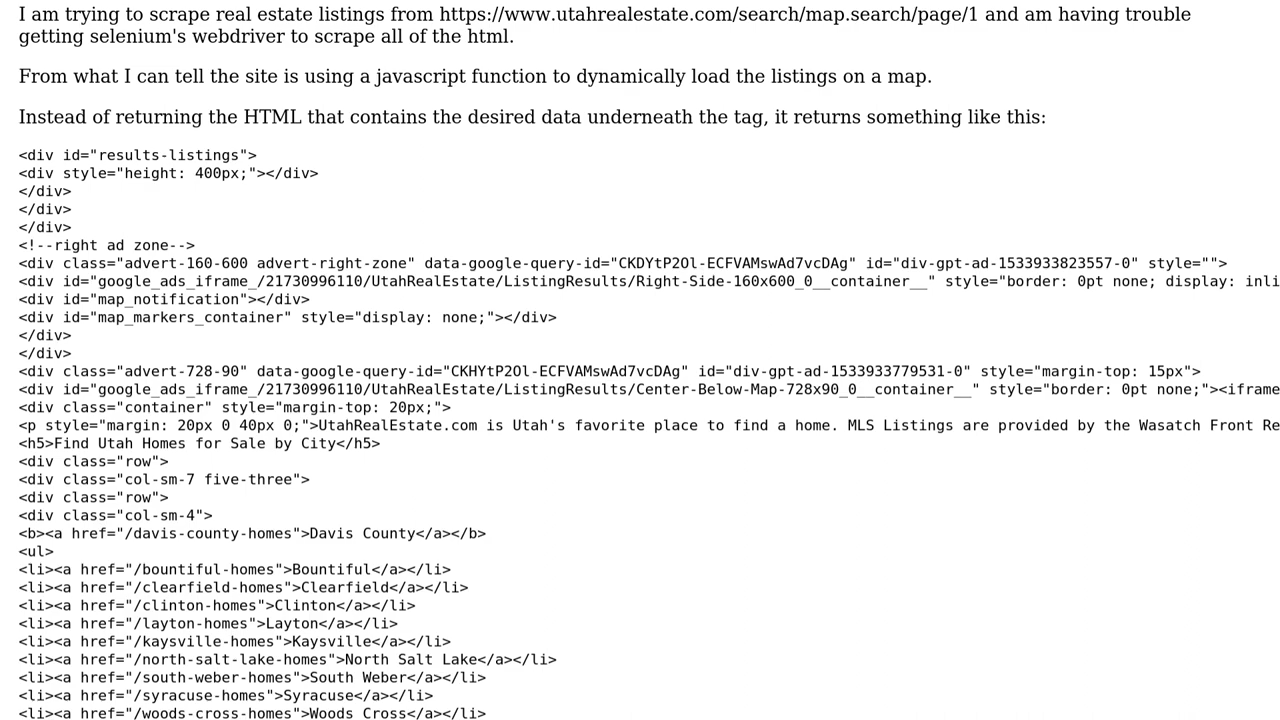 I am trying to scrape real estate listings from https://www.utahrealestate.com/search/map.search/page/1 and am having trouble
getting selenium's webdriver to scrape all of the html.
From what I can tell the site is using a javascript function to dynamically load the listings on a map.
Instead of returning the HTML that contains the desired data underneath the tag, it returns something like this:
<div id="results-listings">
<div style="height: 400px;"></div>
</div>
</div>
</div>
<!--right ad zone-->
<div class="advert-160-600 advert-right-zone" data-google-query-id="CKDYtP2Ol-ECFVAMswAd7vcDAg" id="div-gpt-ad-1533933823557-0" style="">
<div id="google_ads_iframe_/21730996110/UtahRealEstate/ListingResults/Right-Side-160x600_0__container__" style="border: 0pt none; display: inli
<div id="map_notification"></div>
<div id="map_markers_container" style="display: none;"></div>
</div>
</div>
<div class="advert-728-90" data-google-query-id="CKHYtP2Ol-ECFVAMswAd7vcDAg" id="div-gpt-ad-1533933779531-0" style="margin-top: 15px">
<div id="google_ads_iframe_/21730996110/UtahRealEstate/ListingResults/Center-Below-Map-728x90_0__container__" style="border: 0pt none;"><iframe
<div class="container" style="margin-top: 20px;">
<p style="margin: 20px 0 40px 0;">UtahRealEstate.com is Utah's favorite place to find a home. MLS Listings are provided by the Wasatch Front Re
<h5>Find Utah Homes for Sale by City</h5>
<div class="row">
<div class="col-sm-7 five-three">
<div class="row">
<div class="col-sm-4">
<b><a href="/davis-county-homes">Davis County</a></b>
<ul>
<li><a href="/bountiful-homes">Bountiful</a></li>
<li><a href="/clearfield-homes">Clearfield</a></li>
<li><a href="/clinton-homes">Clinton</a></li>
<li><a href="/layton-homes">Layton</a></li>
<li><a href="/kaysville-homes">Kaysville</a></li>
<li><a href="/north-salt-lake-homes">North Salt Lake</a></li>
<li><a href="/south-weber-homes">South Weber</a></li>
<li><a href="/syracuse-homes">Syracuse</a></li>
<li><a href="/woods-cross-homes">Woods Cross</a></li>